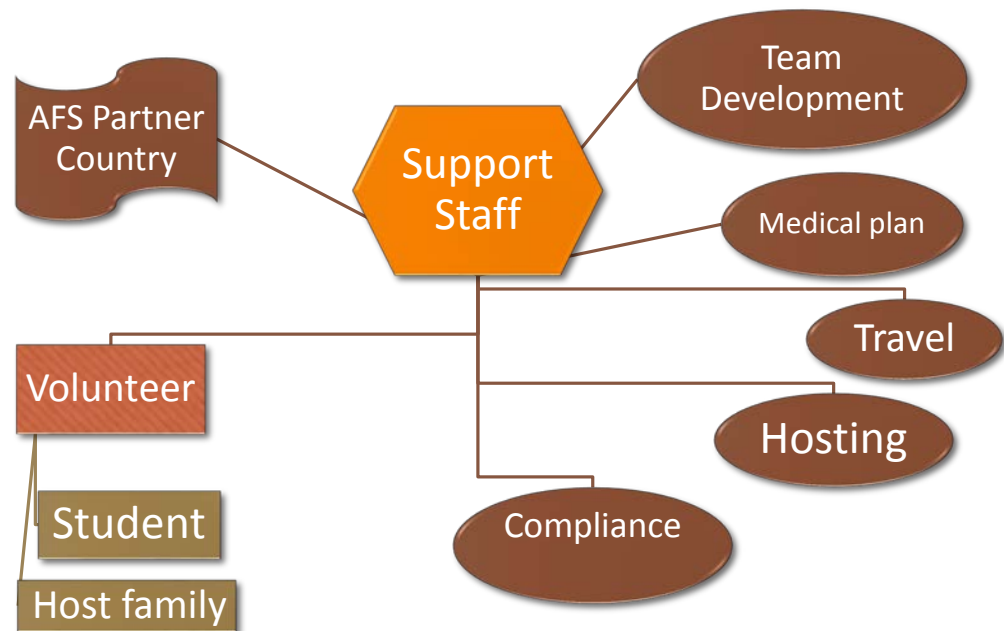 Team
Development
AFS Partner
Country
Support
Staff
Medical plan
Travel
Volunteer
Hosting
Student
Compliance
Host family